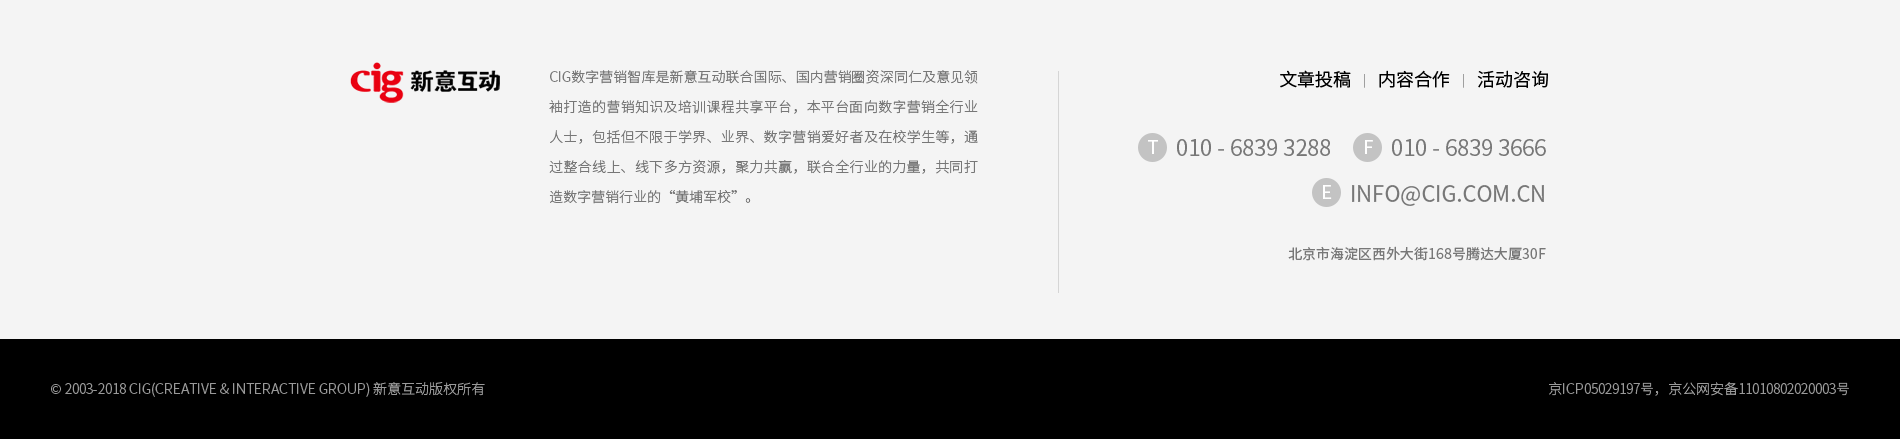 cig 新意互动
CIG数字营销智库是新意互动联合国际、国内营销圈资深同仁及意见领
袖打造的营销知识及培训课程共享平台，本平台面向数字营销全行业
人士，包括但不限于学界、业界、数字营销爱好者及在校学生等，通
过整合线上、线下多方资源，聚力共赢，联合全行业的力量，共同打
造数字营销行业的“黄埔军校”。
文章投稿 | 内容合作 | 活动咨询
T 010 - 6839 3288 F 010 - 6839 3666
E INFO@CIG.COM.CN
北京市海淀区西外大街168号腾达大厦30F
© 2003-2018 CIG(CREATIVE & INTERACTIVE GROUP) 新意互动版权所有
京ICP05029197号，京公网安备11010802020003号